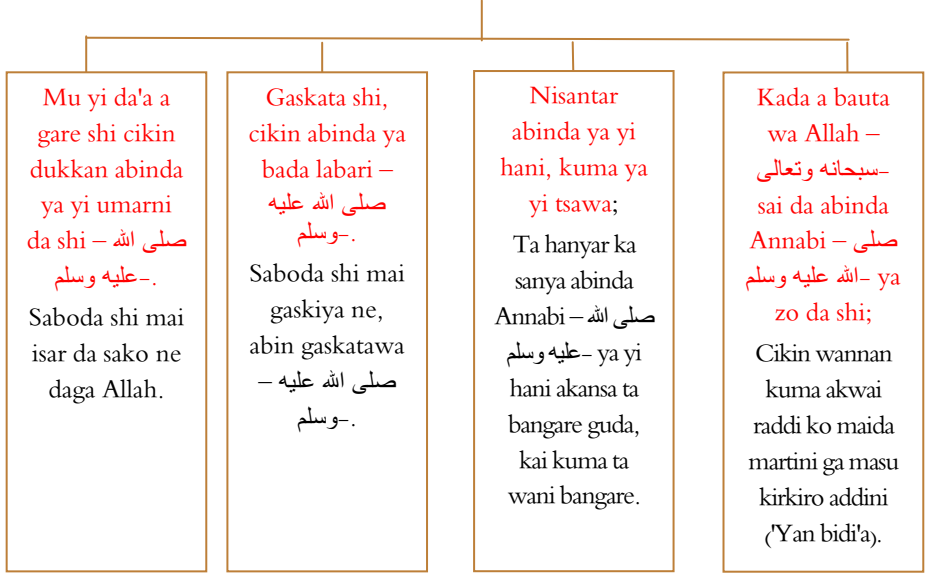 Mu yi da'a a
gare shi cikin
dukkan abinda
ya yi umarni
da shi – صلى الله
عليه وسلم-.
Saboda shi mai
isar da sako ne
daga Allah.
Gaskata shi,
cikin abinda ya
bada labari –
صلى الله عليه
وسلم-.
Saboda shi mai
gaskiya ne,
abin gaskatawa
– صلى الله عليه
وسلم-.
Nisantar
abinda ya yi
hani, kuma ya
yi tsawa;
Ta hanyar ka
sanya abinda
Annabi – صلى الله
عليه وسلم- ya yi
hani akansa ta
bangare guda,
kai kuma ta
wani bangare.
Kada a bauta
wa Allah –
سبحانه وتعالى-
sai da abinda
Annabi – صلى
الله عليه وسلم- ya
zo da shi;
Cikin wannan
kuma akwai
raddi ko maida
martini ga masu
kirkiro addini
('Yan bidi'a).